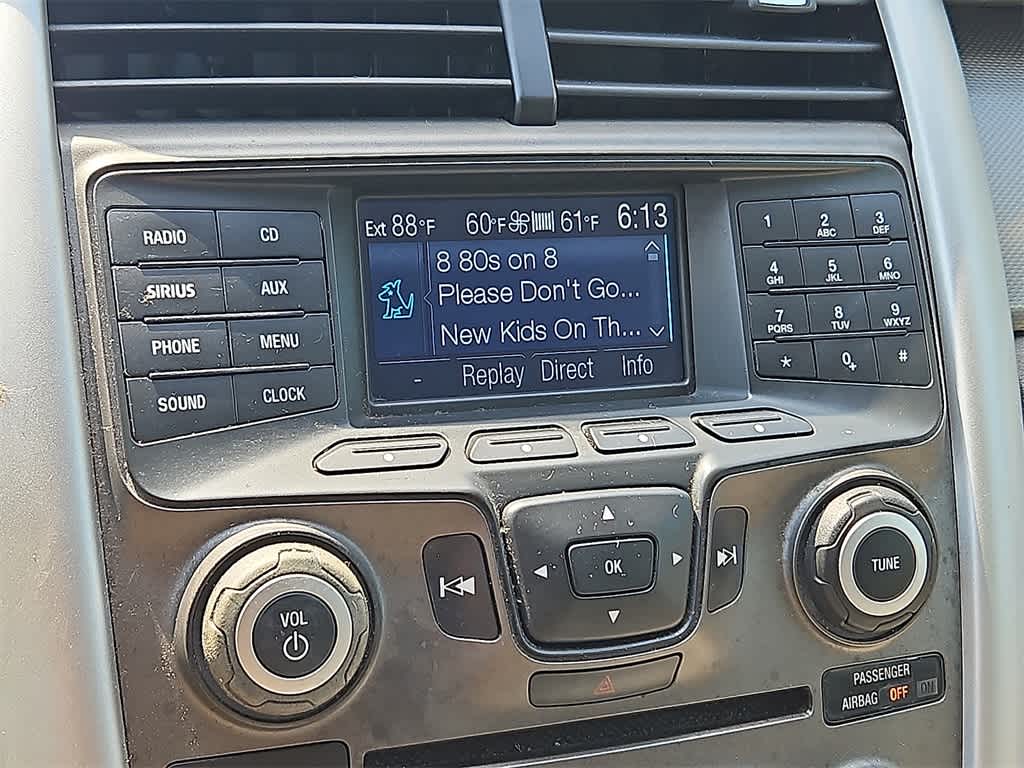 Ext 88°F 60°F 61°F 6:13
8 80s on 8
Please Don't Go...
New Kids On Th...
- Replay Direct Info
RADIO CD
SIRIUS AUX
PHONE MENU
SOUND CLOCK
1 2 ABC 3 DEF
4 GHI 5 JKL 6 MNO
7 PQRS 8 TUV 9 WXYZ
* 0 + #
OK
VOL
TUNE
PASSENGER
AIRBAG OFF ON